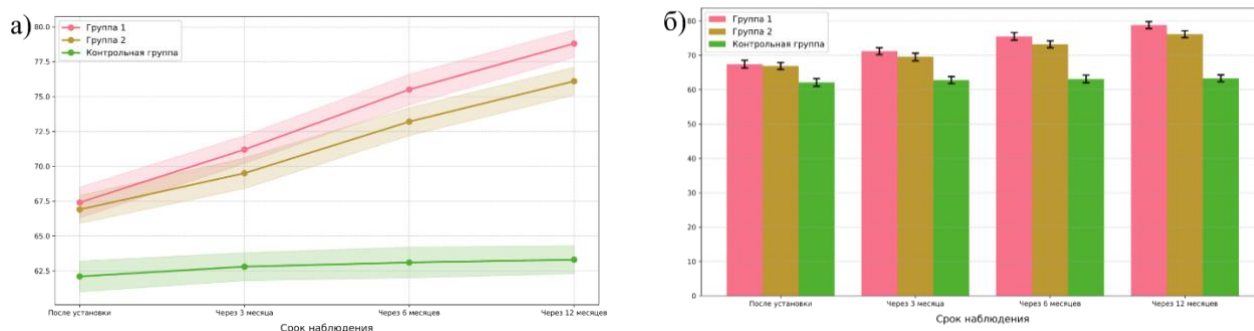 а)
Группа 1
Группа 2
Контрольная группа
80.0
77.5
75.0
72.5
70.0
67.5
65.0
62.5
После установки
Через 3 месяца
Через 6 месяцев
Через 12 месяцев
Срок наблюдения
б)
Группа 1
Группа 2
Контрольная группа
80
70
60
50
40
30
20
10
0
После установки
Через 3 месяца
Через 6 месяцев
Через 12 месяцев
Срок наблюдения